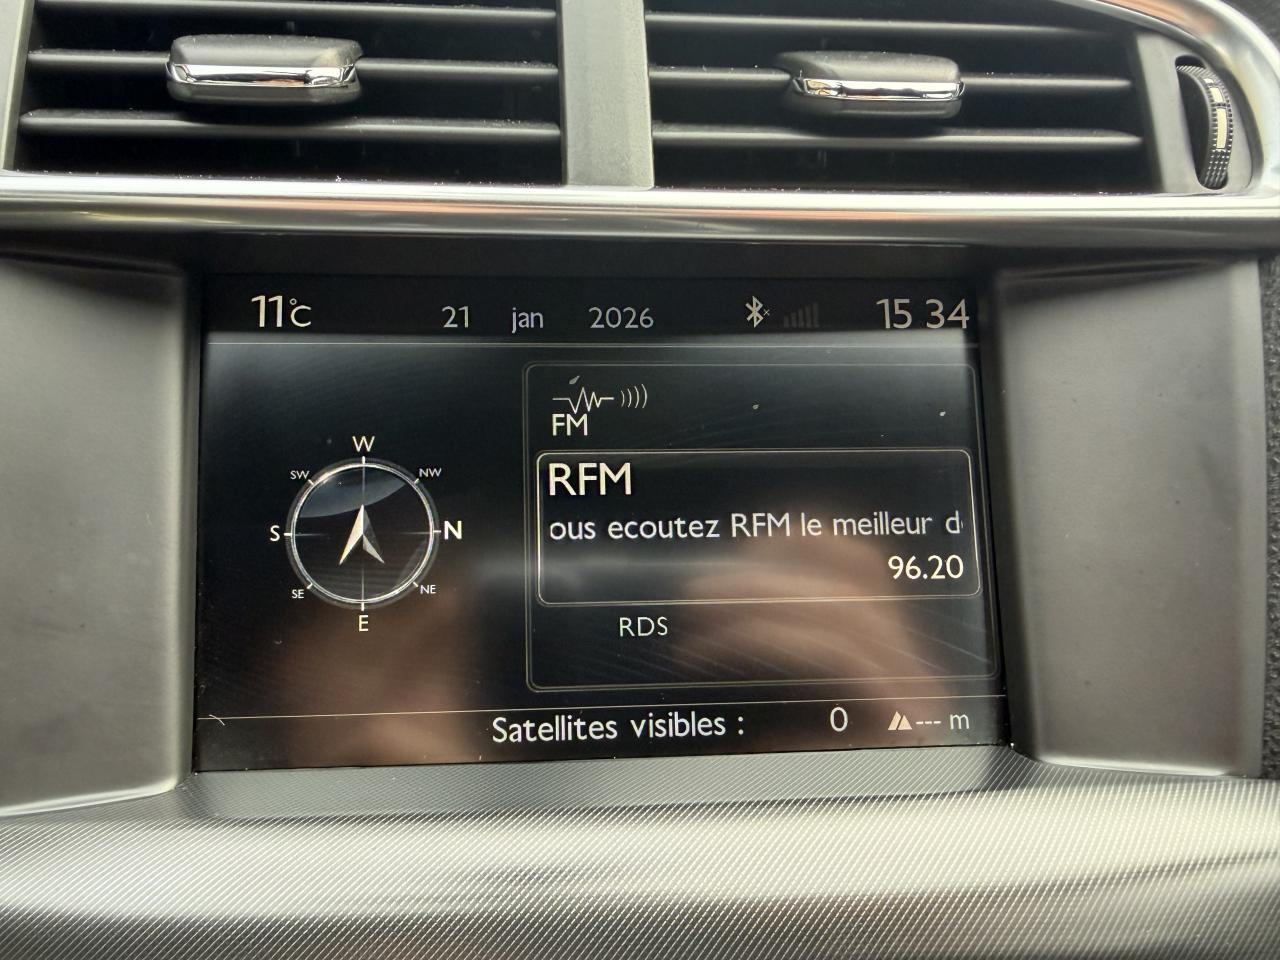 11°C 21 jan 2026 15 34
FM
RFM
ous ecoutez RFM le meilleur d
96.20
RDS
W
SW NW
S N
SE NE
E
Satellites visibles : 0 --- m